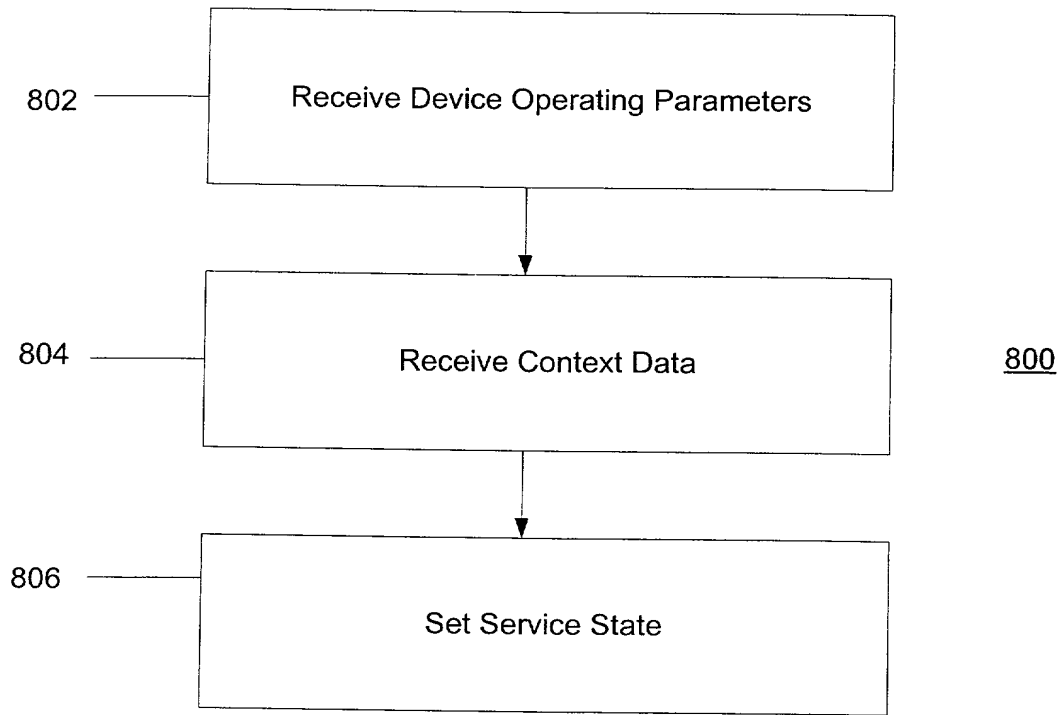 802
Receive Device Operating Parameters
804
Receive Context Data
800
806
Set Service State